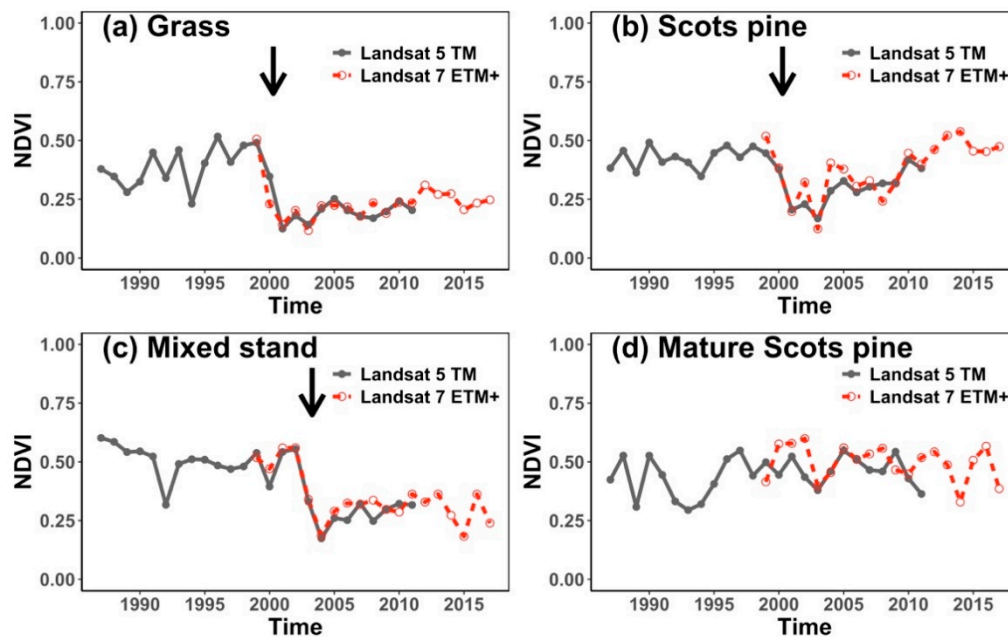 (a) Grass
Landsat 5 TM
Landsat 7 ETM+
NDVI
1.00
0.75
0.50
0.25
0.00
1990 1995 2000 2005 2010 2015
Time
(b) Scots pine
Landsat 5 TM
Landsat 7 ETM+
NDVI
1.00
0.75
0.50
0.25
0.00
1990 1995 2000 2005 2010 2015
Time
(c) Mixed stand
Landsat 5 TM
Landsat 7 ETM+
NDVI
1.00
0.75
0.50
0.25
0.00
1990 1995 2000 2005 2010 2015
Time
(d) Mature Scots pine
Landsat 5 TM
Landsat 7 ETM+
NDVI
1.00
0.75
0.50
0.25
0.00
1990 1995 2000 2005 2010 2015
Time